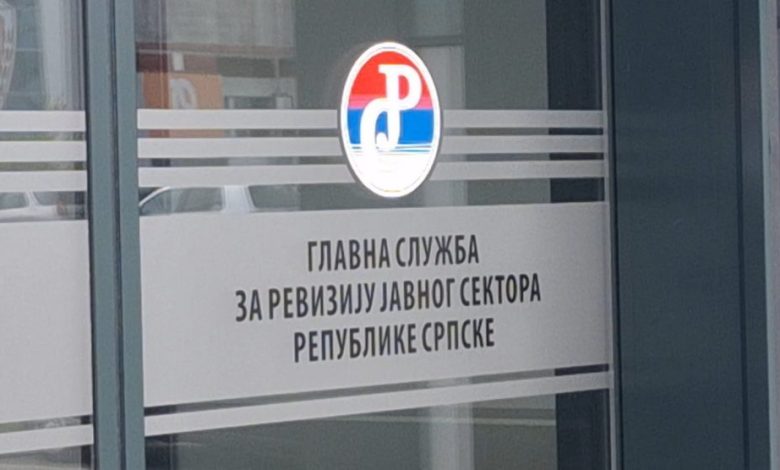 ГЛАВНА СЛУЖБА
ЗА РЕВИЗИЈУ ЈАВНОГ СЕКТОРА
РЕПУБЛИКЕ СРПСКЕ